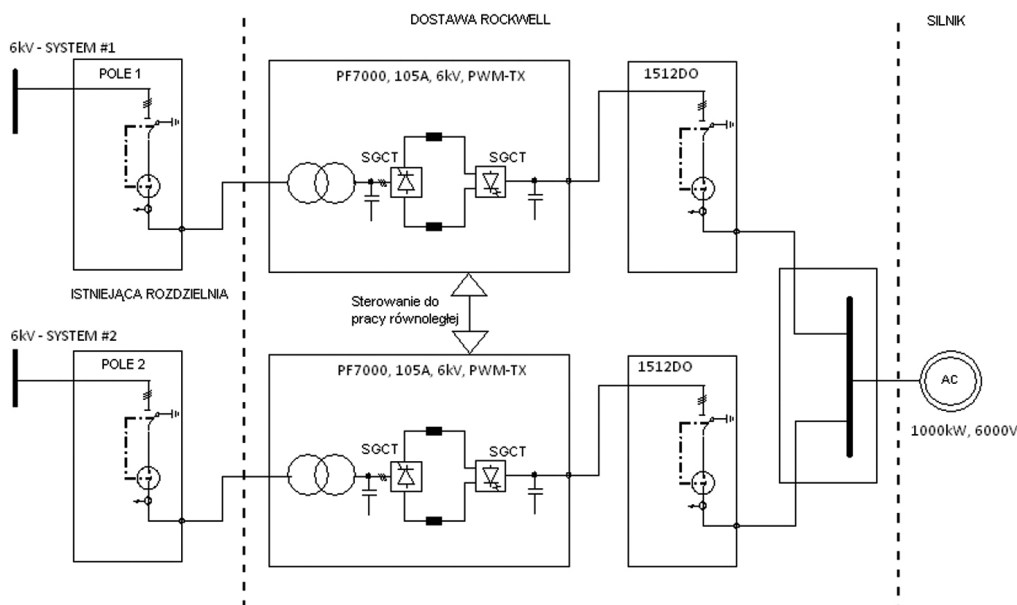 DOSTAWA ROCKWELL
SILNIK
6kV - SYSTEM #1
POLE 1
PF7000, 105A, 6kV, PWM-TX
1512DO
SGCT
SGCT
ISTNIEJĄCA ROZDZIELNIA
Sterowanie do
pracy równoległej
6kV - SYSTEM #2
POLE 2
PF7000, 105A, 6kV, PWM-TX
1512DO
AC
1000kW, 6000V
SGCT
SGCT